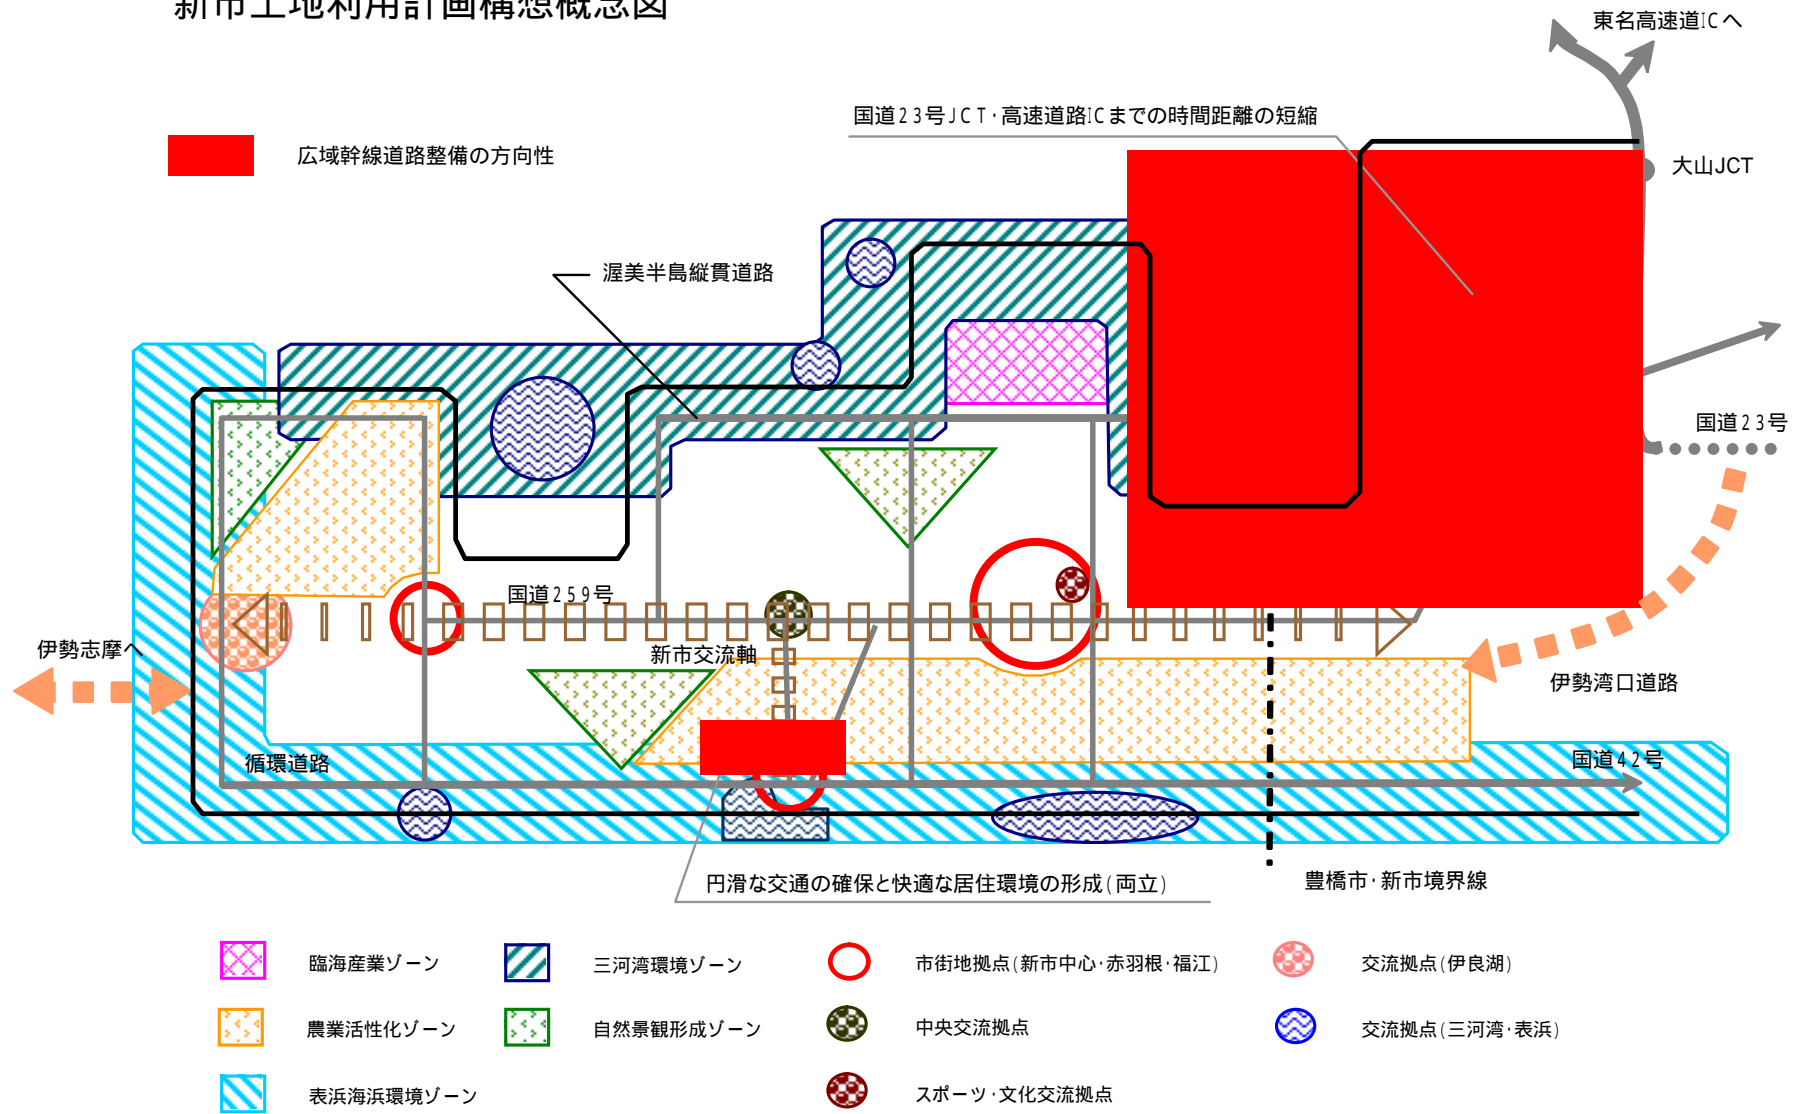 新市土地利用計画構想概念図
東名高速道ICへ
国道23号JCT・高速道路ICまでの時間距離の短縮
広域幹線道路整備の方向性
大山JCT
渥美半島縦貫道路
国道23号
国道259号
伊勢志摩へ
新市交流軸
伊勢湾口道路
循環道路
国道42号
円滑な交通の確保と快適な居住環境の形成(両立)
豊橋市・新市境界線
臨海産業ゾーン
三河湾環境ゾーン
市街地拠点(新市中心・赤羽根・福江)
交流拠点(伊良湖)
農業活性化ゾーン
自然景観形成ゾーン
中央交流拠点
交流拠点(三河湾・表浜)
表浜海浜環境ゾーン
スポーツ・文化交流拠点